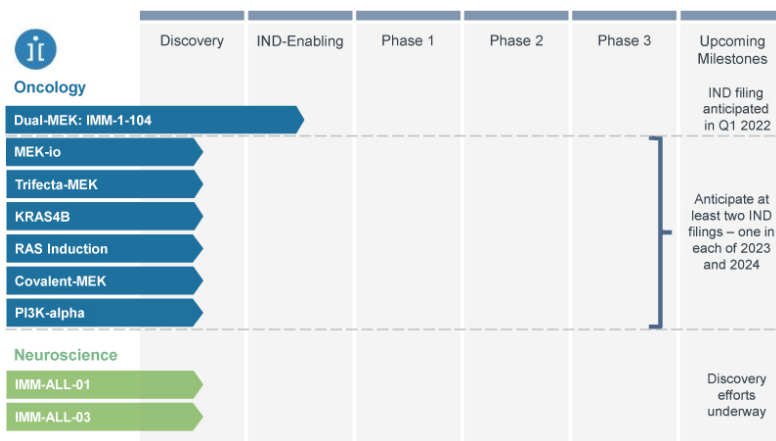 Discovery
IND-Enabling
Phase 1
Phase 2
Phase 3
Upcoming
Milestones
Oncology
Dual-MEK: IMM-1-104
IND filing
anticipated
in Q1 2022
MEK-io
Trifecta-MEK
KRAS4B
RAS Induction
Covalent-MEK
PI3K-alpha
Anticipate at
least two IND
filings – one in
each of 2023
and 2024
Neuroscience
IMM-ALL-01
IMM-ALL-03
Discovery
efforts
underway